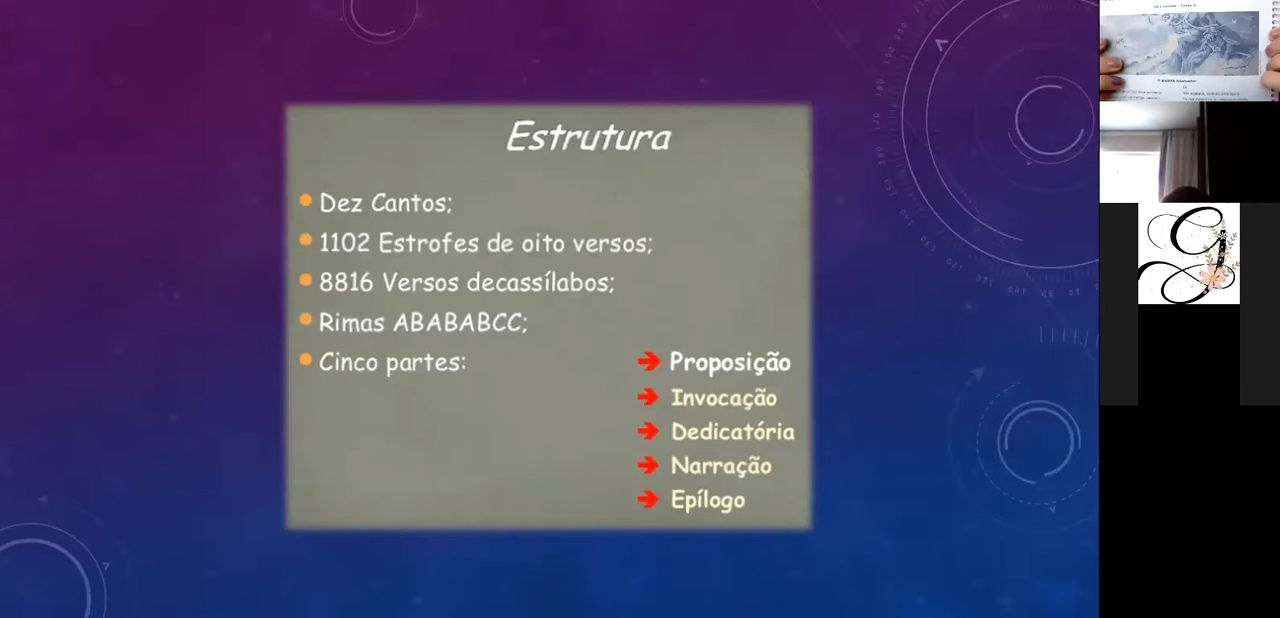 Estrutura
Dez Cantos;
1102 Estrofes de oito versos;
8816 Versos decassílabos;
Rimas ABABABCC;
Cinco partes:
➔ Proposição
➔ Invocação
➔ Dedicatória
➔ Narração
➔ Epílogo